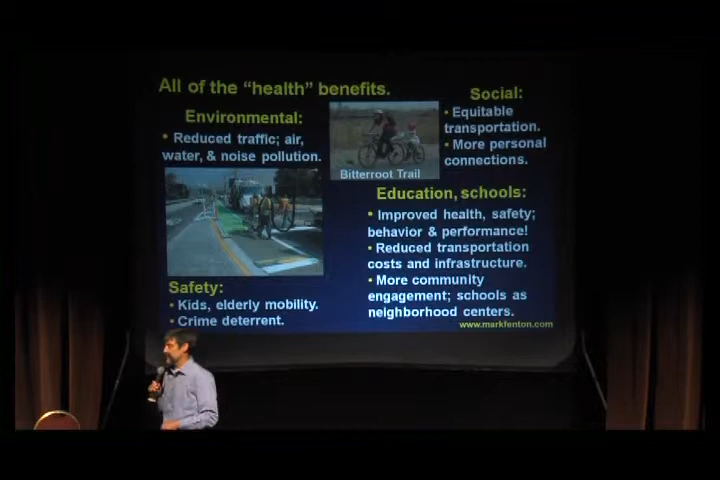 All of the “health” benefits.
Environmental:
• Reduced traffic; air,
water, & noise pollution.
Bitterroot Trail
Social:
• Equitable
transportation.
• More personal
connections.
Education, schools:
• Improved health, safety;
behavior & performance!
• Reduced transportation
costs and infrastructure.
• More community
engagement; schools as
neighborhood centers.
Safety:
• Kids, elderly mobility.
• Crime deterrent.
www.markfenton.com